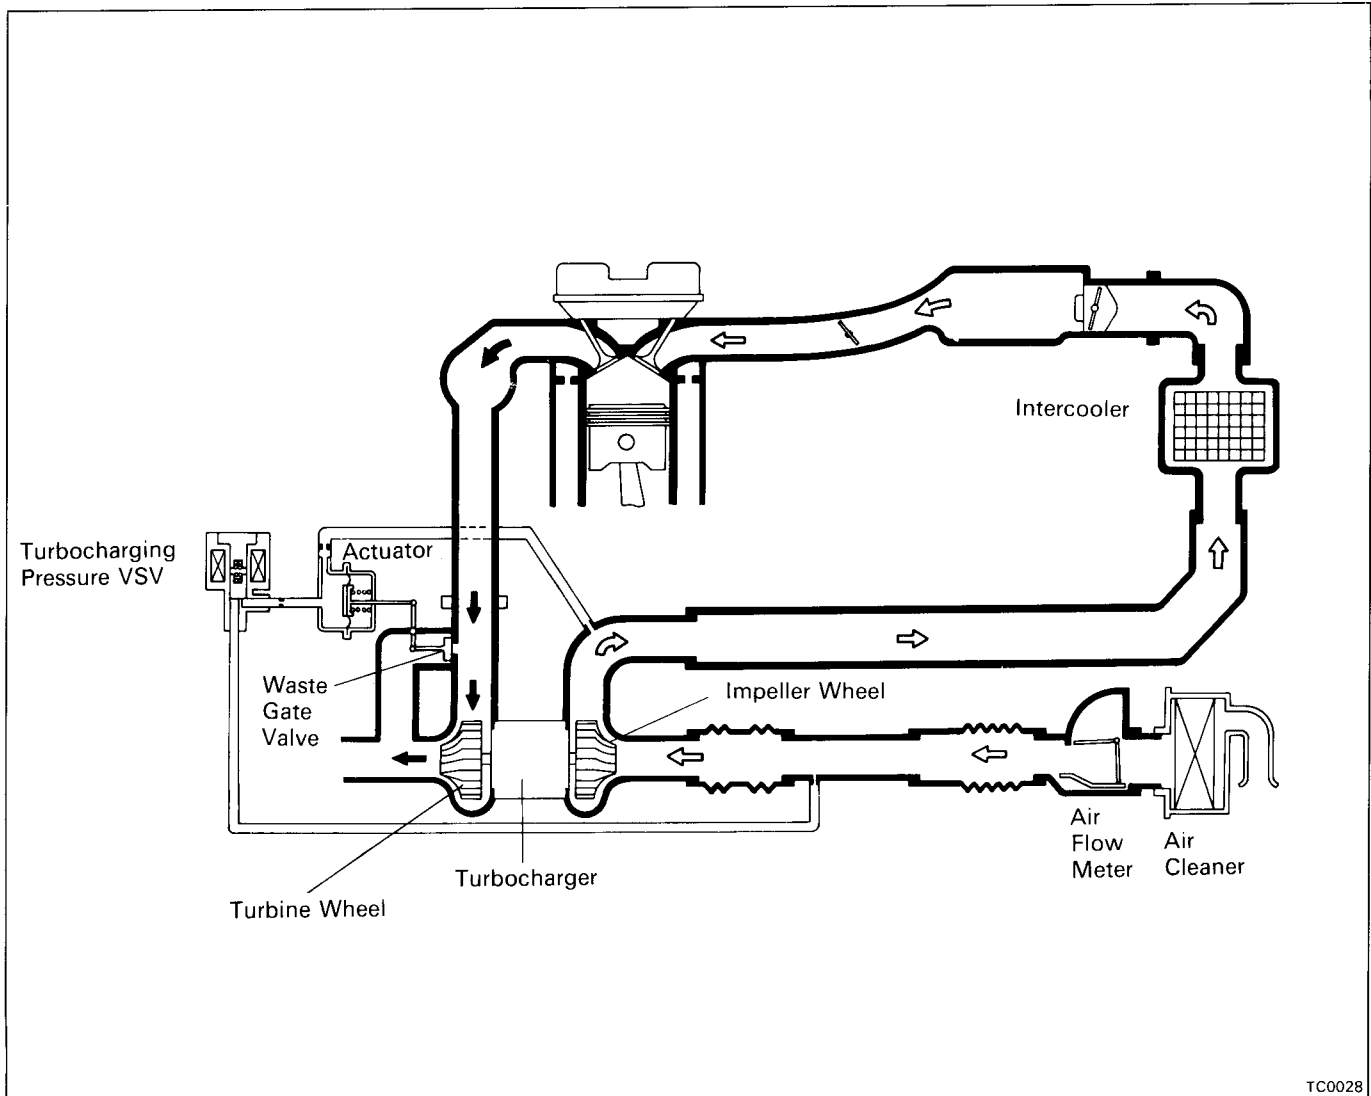 Intercooler
Turbocharging
Pressure VSV
Actuator
Waste
Gate
Valve
Impeller Wheel
Air
Flow
Meter
Air
Cleaner
Turbocharger
Turbine Wheel
TC0028